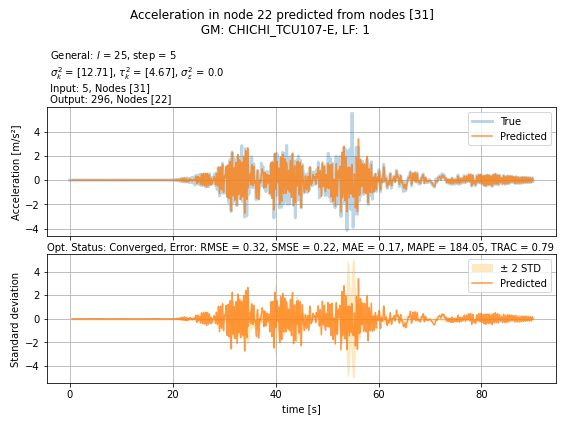 Acceleration in node 22 predicted from nodes [31]
GM: CHICHI_TCU107-E, LF: 1
General: l = 25, step = 5
σ²ₖ = [12.71], τ²ₖ = [4.67], σ²ε = 0.0
Input: 5, Nodes [31]
Output: 296, Nodes [22]
Acceleration [m/s²]
4
2
0
−2
−4
True
Predicted
Opt. Status: Converged, Error: RMSE = 0.32, SMSE = 0.22, MAE = 0.17, MAPE = 184.05, TRAC = 0.79
Standard deviation
4
2
0
−2
−4
± 2 STD
Predicted
0 20 40 60 80
time [s]